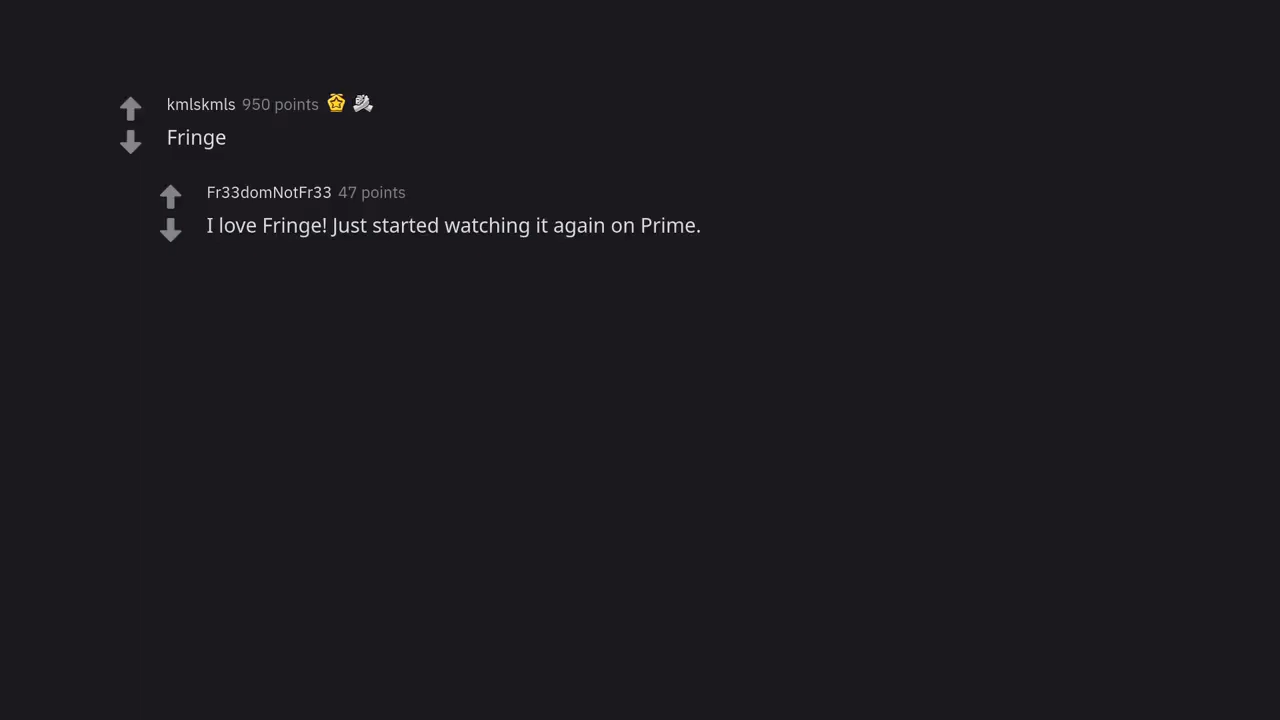 kmlskmls 950 points
Fringe
Fr33domNotFr33 47 points
I love Fringe! Just started watching it again on Prime.